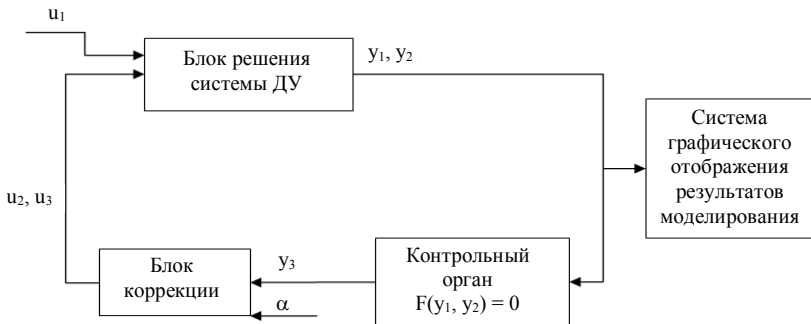 u₁
Блок решения
системы ДУ
y₁, y₂
Система
графического
отображения
результатов
моделирования
u₂, u₃
Блок
коррекции
y₃
α
Контрольный
орган
F(y₁, y₂) = 0